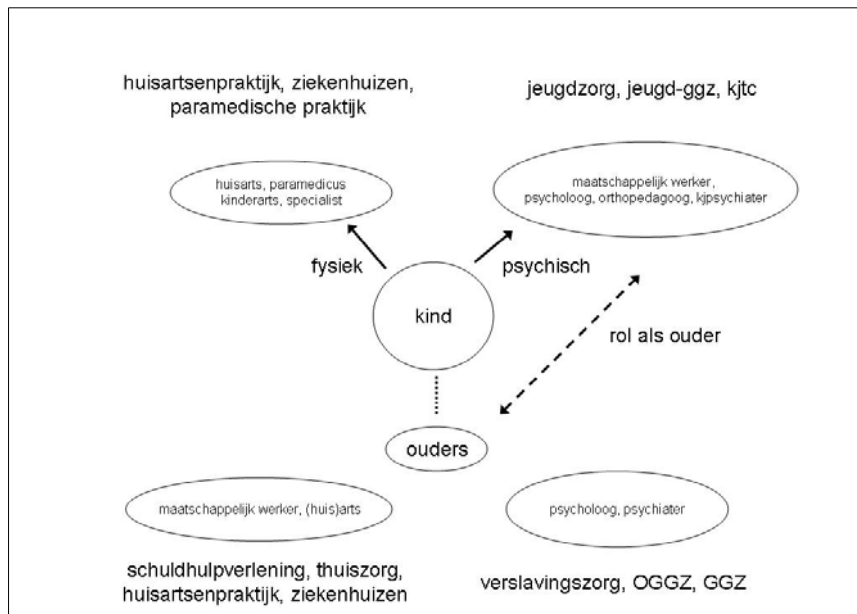 huisartsenpraktijk, ziekenhuizen,
paramedische praktijk
jeugdzorg, jeugd-ggz, kjtc
huisarts, paramedicus
kinderarts, specialist
maatschappelijk werker,
psycholoog, orthopedagoog, kjpsychiater
fysiek
psychisch
kind
rol als ouder
ouders
maatschappelijk werker, (huis)arts
psycholoog, psychiater
schuldhulpverlening, thuiszorg,
huisartsenpraktijk, ziekenhuizen
verslavingszorg, OGGZ, GGZ